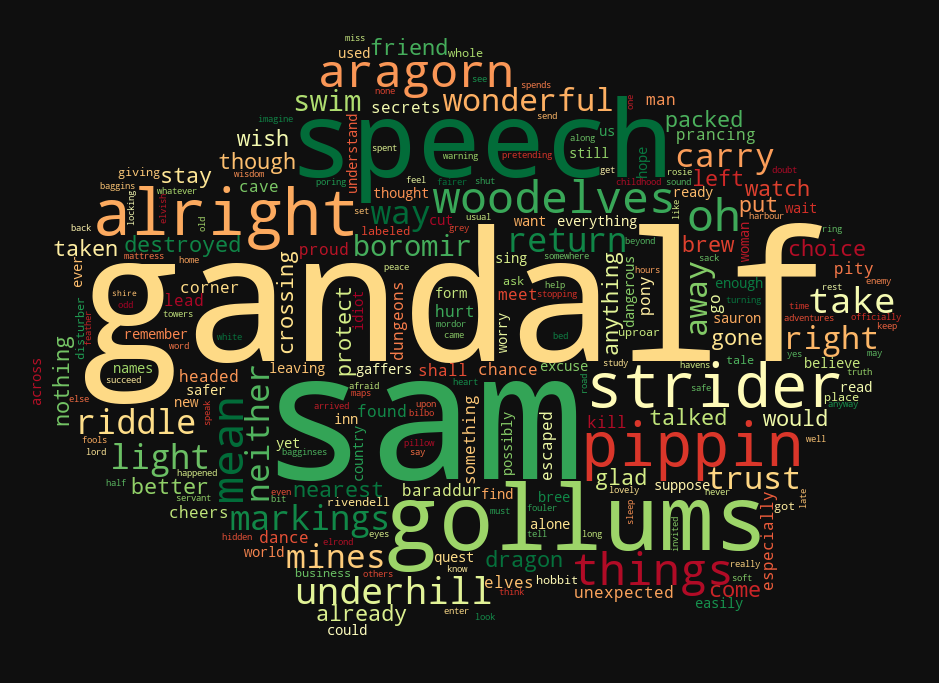 miss
friend
used
whole
aragorn
none
see
spends
swim
secrets
wonderful
send
one
man
imagine
speech
understand
spent
along
us
packed
prancing
wish
warning
pretending
still
hope
though
cave
poring
feel
fairer
shut
get
rosie
doubt
carry
giving
stay
wisdom
thought
childhood
sound
left
watch
baggins
locking
whatever
elvish
alright
set
way
cut
woodelves
ready
like
put
wait
old
labeled
usual
want
everything
oh
harbour
back
grey
ring
taken
destroyed
proud
boromir
return
beyond
brew
woman
choice
mattress
home
peace
sing
somewhere
sack
ever
crossing
ask
help
anything
dangerous
pony
hours
away
go
enough
pity
rest
enemy
shire
corner
gandalf
form
meet
stopping
turning
take
odd
lead
idiot
protect
hurt
sauron
time
adventures
officially
towers
mordor
uproar
gone
keep
disturber
feather
remember
white
dungeons
came
worry
bed
right
nothing
word
tale
yes
may
names
leaving
gaffers
shall
chance
excuse
study
havens
believe
truth
across
succeed
headed
neither
afraid
heart
road
strider
safe
read
place
safer
maps
anyway
else
new
mean
sam
arrived
upon
something
riddle
speak
inn
found
bilbo
possibly
escaped
kill
talked
would
fools
yet
country
pillow
say
pippin
well
lord
light
bagginses
happened
half
better
servant
even
bit
nearest
baraddur
find
glad
suppose
trust
rivendell
bree
lovely
never
got
late
cheers
markings
gollums
must
fouler
alone
sleep
especially
hidden
dance
elrond
eyes
tell
long
invited
world
mines
quest
know
dragon
things
really
business
others
elves
hobbit
soft
come
underhill
think
unexpected
easily
already
enter
look
could